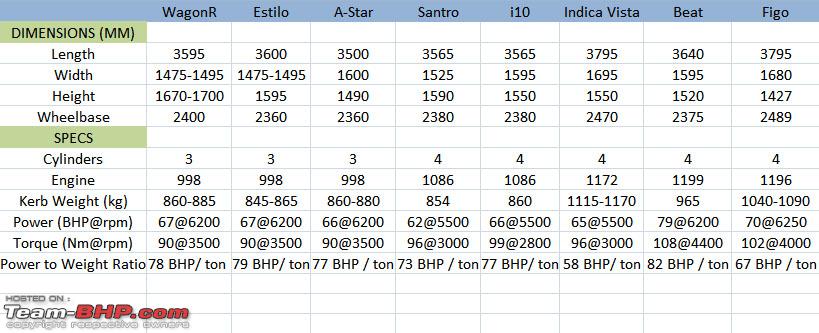 WagonR Estilo A-Star Santro i10 Indica Vista Beat Figo
DIMENSIONS (MM)
Length 3595 3600 3500 3565 3565 3795 3640 3795
Width 1475-1495 1475-1495 1600 1525 1595 1695 1595 1680
Height 1670-1700 1595 1490 1590 1550 1550 1520 1427
Wheelbase 2400 2360 2360 2380 2380 2470 2375 2489
SPECS
Cylinders 3 3 3 4 4 4 4 4
Engine 998 998 998 1086 1086 1172 1199 1196
Kerb Weight (kg) 860-885 845-865 860-880 854 860 1115-1170 965 1040-1090
Power (BHP@rpm) 67@6200 67@6200 66@6200 62@5500 66@5500 65@5500 79@6200 70@6250
Torque (Nm@rpm) 90@3500 90@3500 90@3500 96@3000 99@2800 96@3000 108@4400 102@4000
Power to Weight Ratio 78 BHP/ ton 79 BHP/ ton 77 BHP / ton 73 BHP/ ton 77 BHP/ ton 58 BHP/ ton 82 BHP/ ton 67 BHP/ ton
HOSTED ON :
Team-BHP.com
copyright respective owners